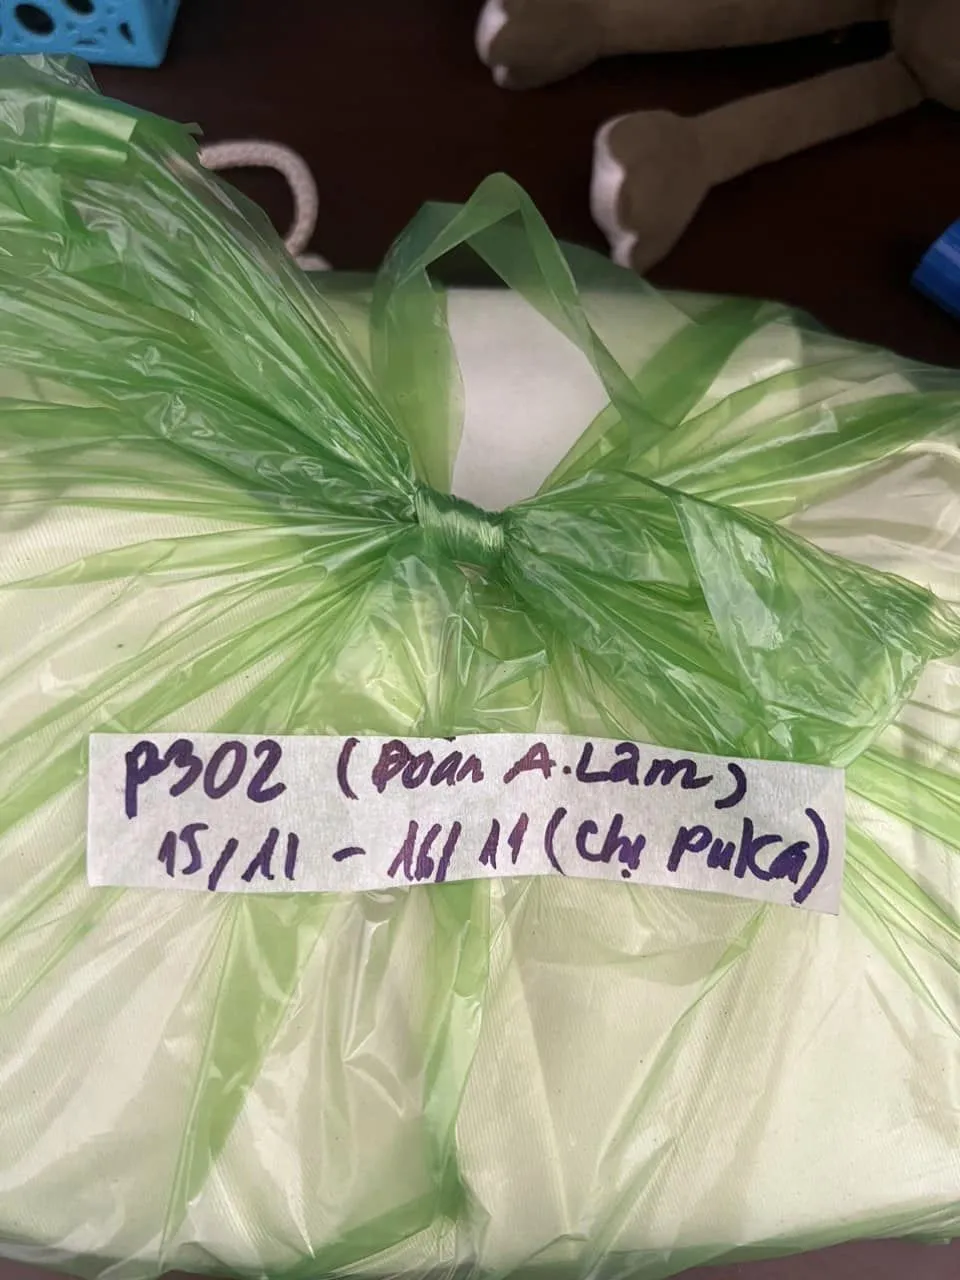 P302 (Đoàn A.Lâm)
15/11 - 16/11 (Chị Puka)